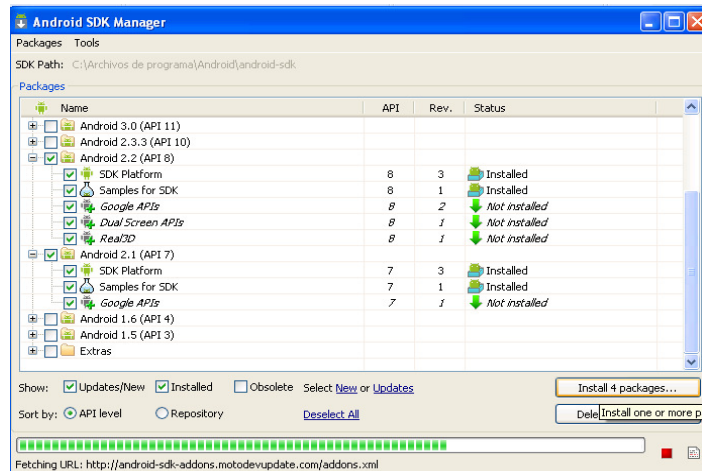 Android SDK Manager
Packages Tools
SDK Path: C:\Archivos de programa\Android\android-sdk
Packages
Name API Rev. Status
Android 3.0 (API 11)
Android 2.3.3 (API 10)
Android 2.2 (API 8)
SDK Platform 8 3 Installed
Samples for SDK 8 1 Installed
Google APIs 8 2 Not installed
Dual Screen APIs 8 1 Not installed
Real3D 8 1 Not installed
Android 2.1 (API 7)
SDK Platform 7 3 Installed
Samples for SDK 7 1 Installed
Google APIs 7 1 Not installed
Android 1.6 (API 4)
Android 1.5 (API 3)
Extras
Show: Updates/New Installed Obsolete Select New or Updates Install 4 packages...
Sort by: API level Repository Deselect All Dele Install one or more p
Fetching URL: http://android-sdk-addons.motodevupdate.com/addons.xml